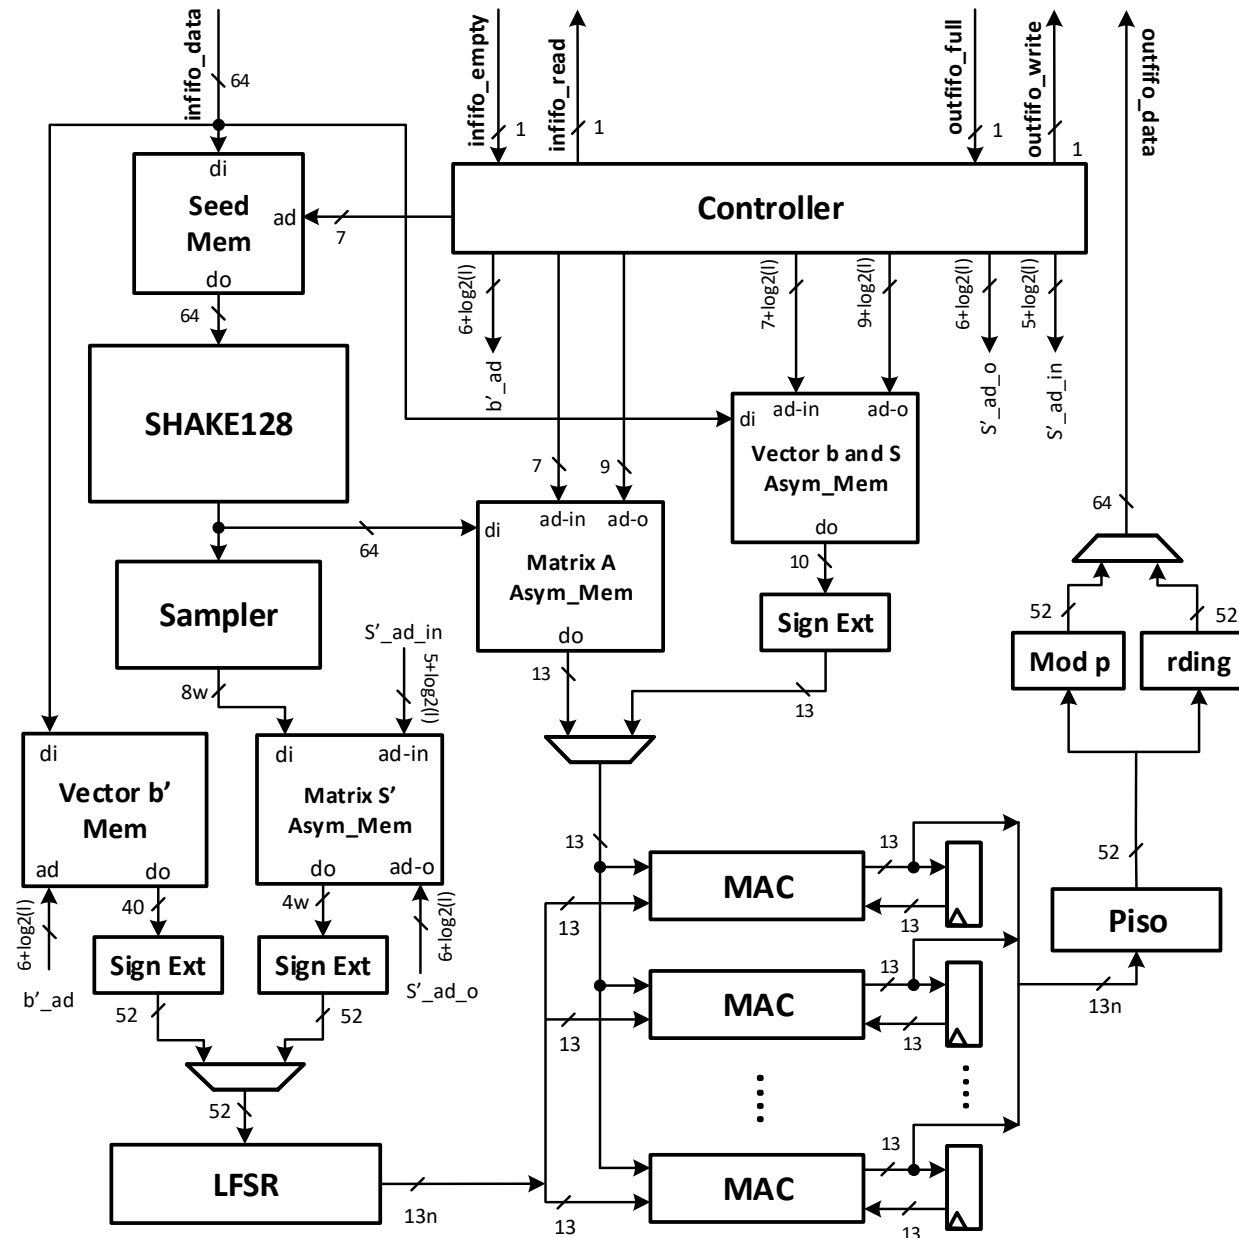 infifo_data
64
infifo_empty
1
infifo_read
1
outfifo_full
1
outfifo_write
1
outfifo_data
di
Seed
Mem
ad
do
7
Controller
64
6+log2(l)
b'_ad
7+log2(l)
9+log2(l)
6+log2(l)
S'_ad_o
5+log2(l)
S'_ad_in
SHAKE128
7
9
di
ad-in
ad-o
Vector b and S
Asym_Mem
do
64
di
ad-in
ad-o
Matrix A
Asym_Mem
do
10
Sign Ext
64
Sampler
S'_ad_in
5+log2(l)
13
13
52
52
Mod p
rding
8w
di
Vector b'
Mem
ad
do
di
ad-in
Matrix S'
Asym_Mem
do
ad-o
6+log2(l)
b'_ad
40
4w
6+log2(l)
S'_ad_o
Sign Ext
Sign Ext
52
52
52
LFSR
13n
13
MAC
13
13
13
MAC
13
13
13
MAC
13
13
13
52
Piso
13n